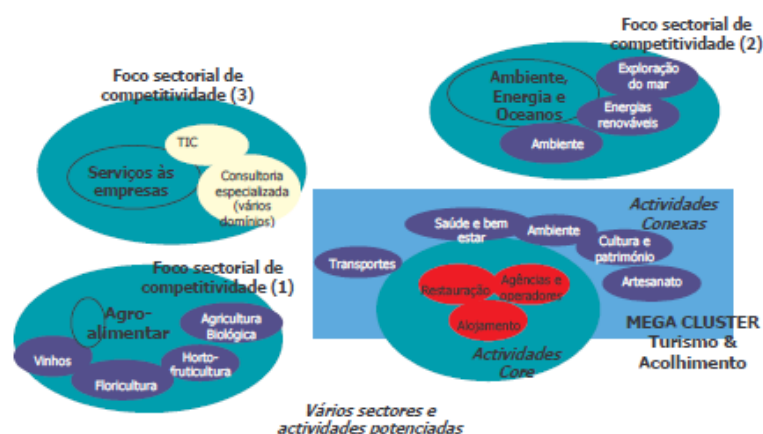 Foco sectorial de
competitividade (2)
Ambiente,
Energia e
Oceanos
Exploração
do mar
Energias
renováveis
Ambiente
Foco sectorial de
competitividade (3)
TIC
Serviços às
empresas
Consultoria
especializada
(vários
domínios)
Actividades
Conexas
Saúde e bem
estar
Ambiente
Cultura e
património
Transportes
Artesanato
Restauração
Agências e
operadores
Alojamento
Actividades
Core
MEGA CLUSTER
Turismo &
Acolhimento
Foco sectorial de
competitividade (1)
Agro-
alimentar
Agricultura
Biológica
Vinhos
Horto-
fruticultura
Floricultura
Vários sectores e
actividades potenciadas